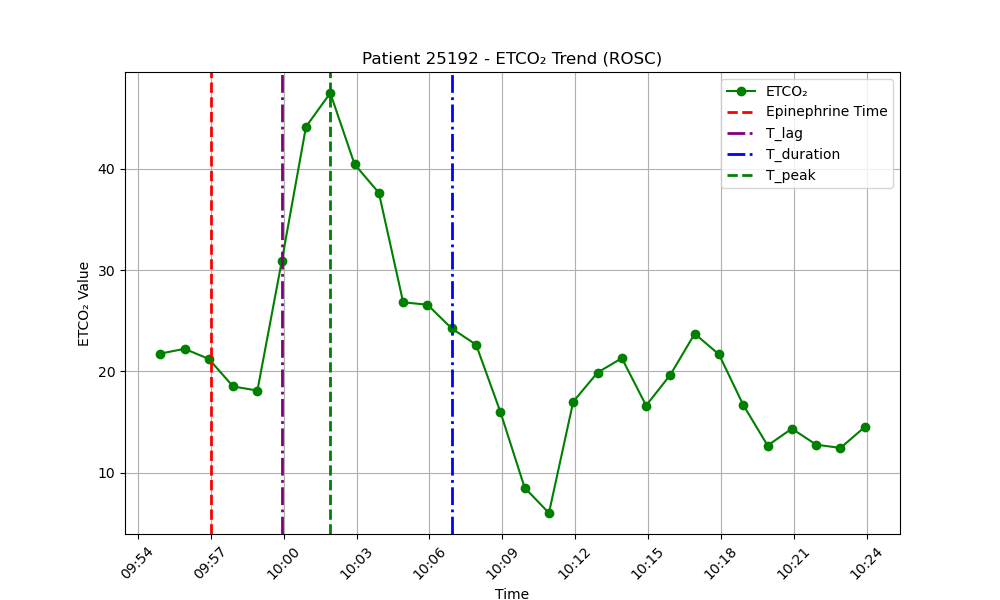 Patient 25192 - ETCO₂ Trend (ROSC)
ETCO₂
Epinephrine Time
T_lag
T_duration
T_peak
ETCO₂ Value
40
30
20
10
09:54
09:57
10:00
10:03
10:06
10:09
10:12
10:15
10:18
10:21
10:24
Time